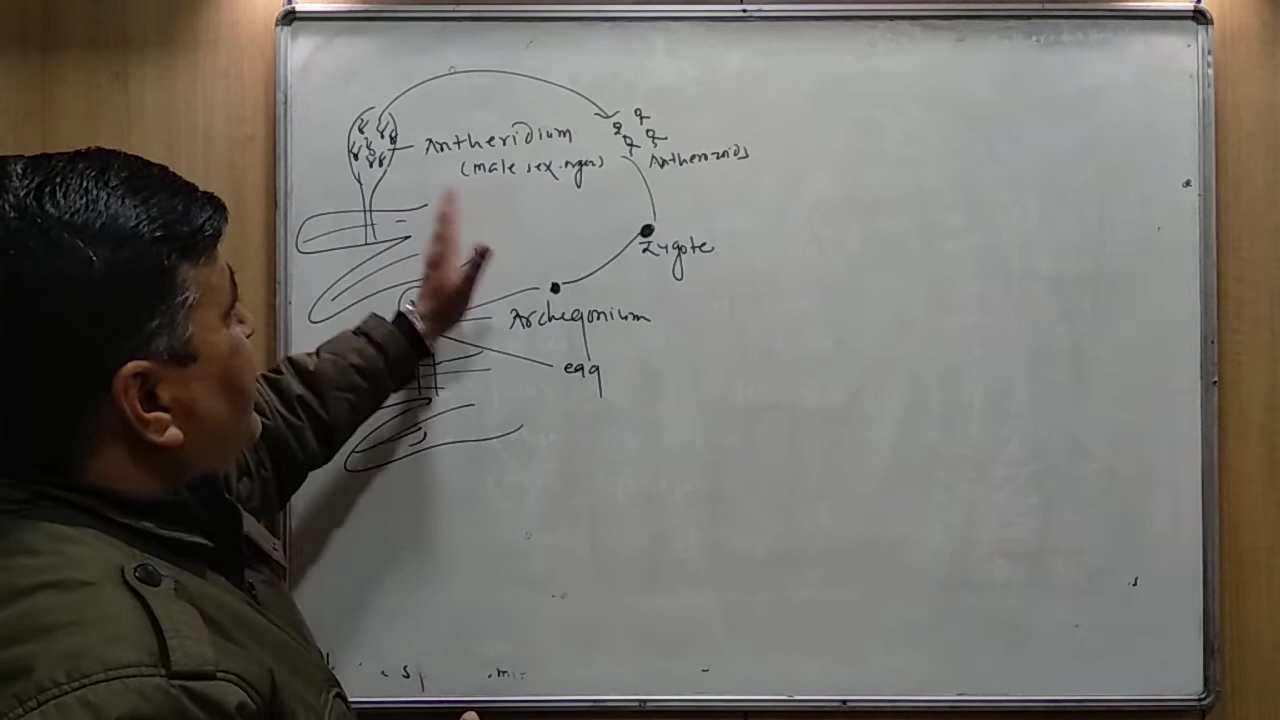 Antheridium
(male sex organ)
Antherozoids
Zygote
Archegonium
egg